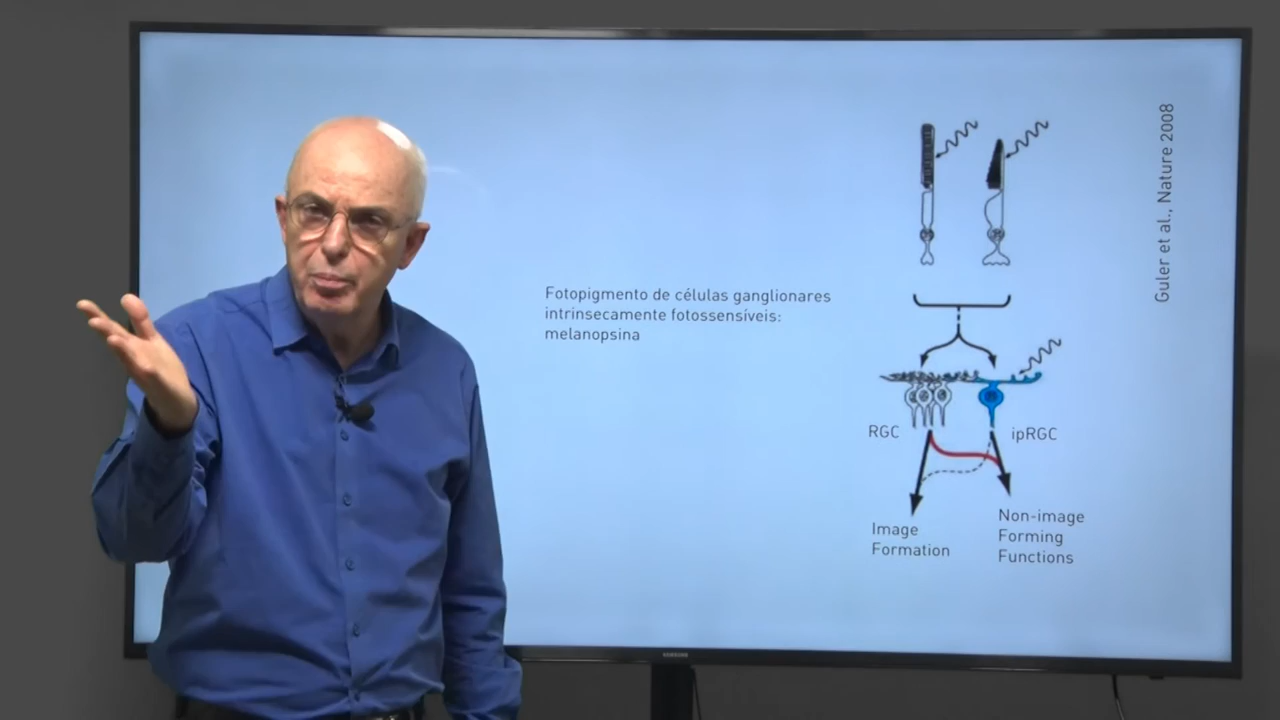 Fotopigmento de células ganglionares
intrinsecamente fotossensíveis:
melanopsina
Guler et al., Nature 2008
RGC
ipRGC
Image
Formation
Non-image
Forming
Functions
SAMSUNG